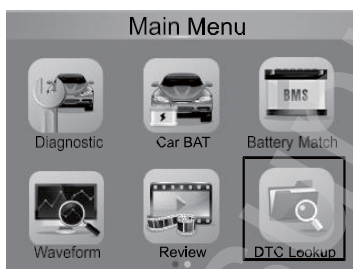 Main Menu
Diagnostic
Car BAT
BMS
Battery Match
Waveform
Review
DTC Lookup